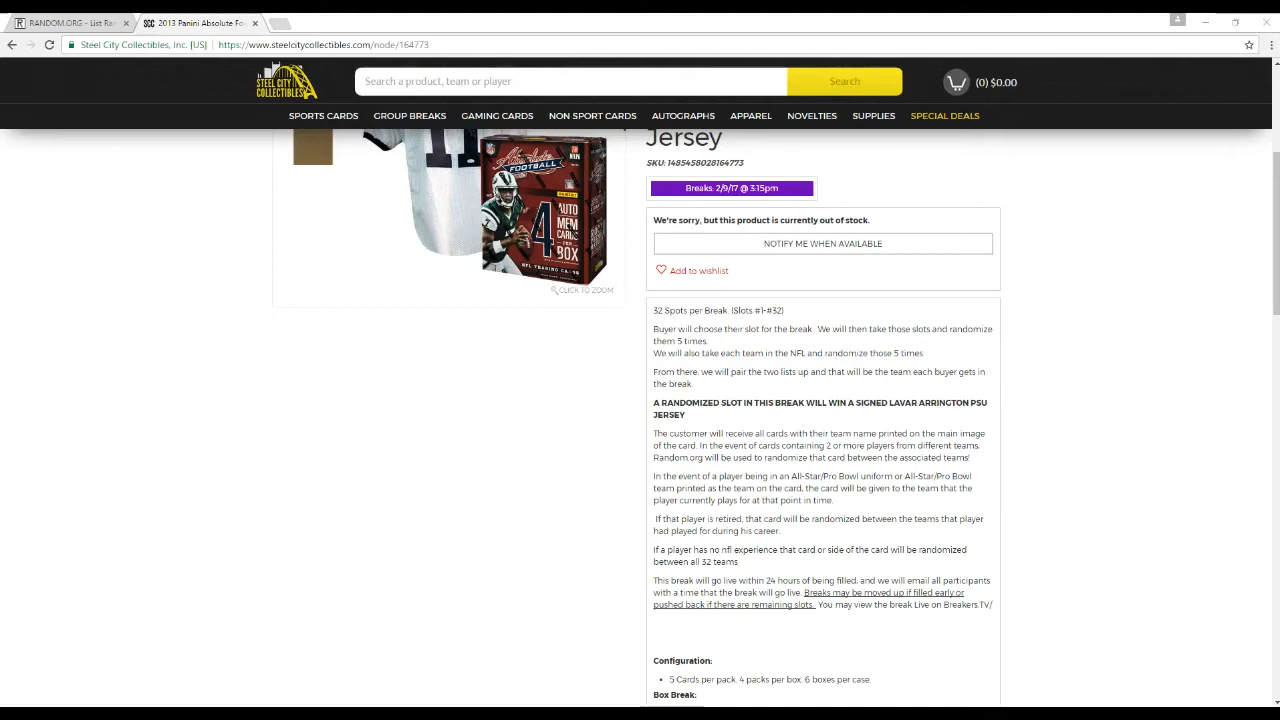 RANDOM.ORG - List Ra
2013 Panini Absolute Fo
Steel City Collectibles, Inc. [US]
https://www.steelcitycollectibles.com/node/164773
STEEL CITY
COLLECTIBLES
Search a product, team or player
Search
(0) $0.00
SPORTS CARDS GROUP BREAKS GAMING CARDS NON SPORT CARDS AUTOGRAPHS APPAREL NOVELTIES SUPPLIES SPECIAL DEALS
Jersey
SKU: 1485458028164773
Breaks: 2/9/17 @ 3:15pm
We're sorry, but this product is currently out of stock.
NOTIFY ME WHEN AVAILABLE
Add to wishlist
Absolute
FOOTBALL
4
AUTO
MEM
CARDS
PER
BOX
NFL TRADING CARDS
CLICK TO ZOOM
32 Spots per Break. (Slots #1-#32)
Buyer will choose their slot for the break. We will then take those slots and randomize
them 5 times.
We will also take each team in the NFL and randomize those 5 times
From there, we will pair the two lists up and that will be the team each buyer gets in
the break.
A RANDOMIZED SLOT IN THIS BREAK WILL WIN A SIGNED LAVAR ARRINGTON PSU
JERSEY
The customer will receive all cards with their team name printed on the main image
of the card. In the event of cards containing 2 or more players from different teams.
Random.org will be used to randomize that card between the associated teams!
In the event of a player being in an All-Star/Pro Bowl uniform or All-Star/Pro Bowl
team printed as the team on the card, the card will be given to the team that the
player currently plays for at that point in time.
If that player is retired, that card will be randomized between the teams that player
had played for during his career.
If a player has no nfl experience that card or side of the card will be randomized
between all 32 teams
This break will go live within 24 hours of being filled, and we will email all participants
with a time that the break will go live. Breaks may be moved up if filled early or
pushed back if there are remaining slots. You may view the break Live on Breakers.TV/
Configuration:
5 Cards per pack. 4 packs per box. 6 boxes per case.
Box Break: